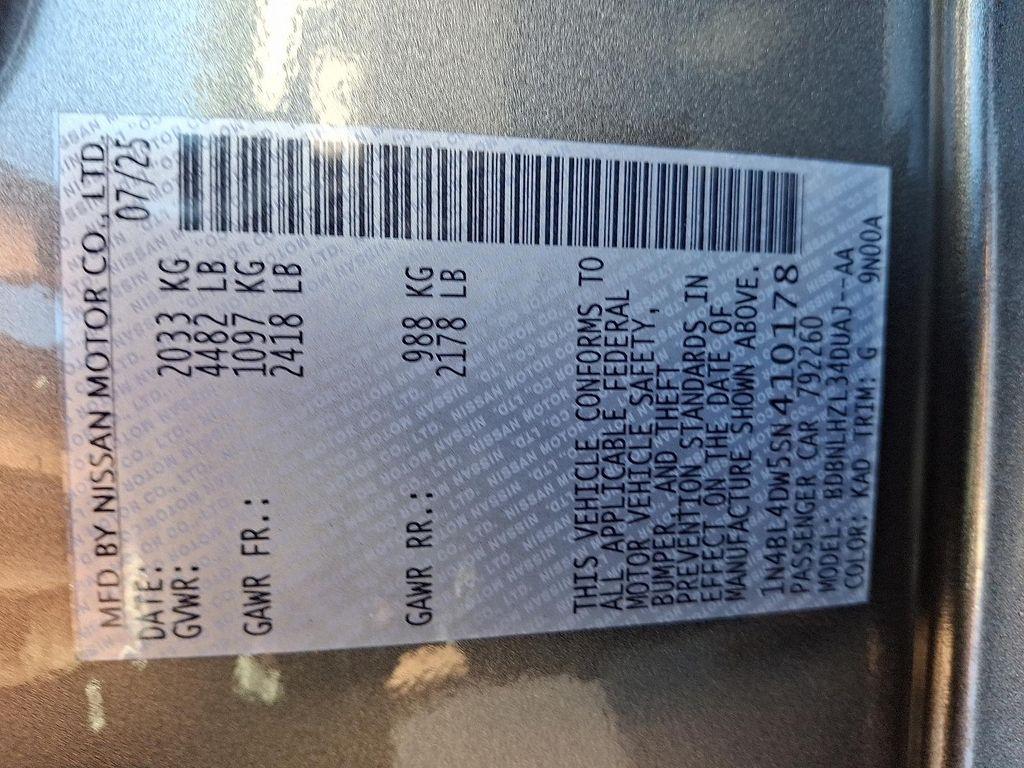 MFD BY NISSAN MOTOR CO., LTD.
DATE: 07/25
GVWR: 2033 KG
4482 LB
GAWR FR.: 1097 KG
2418 LB
GAWR RR.: 988 KG
2178 LB
THIS VEHICLE CONFORMS TO
ALL APPLICABLE FEDERAL
MOTOR VEHICLE SAFETY,
BUMPER, AND THEFT
PREVENTION STANDARDS IN
EFFECT ON THE DATE OF
MANUFACTURE SHOWN ABOVE.
1N4BL4DW5SN410178
PASSENGER CAR 792260
MODEL: BDBNLHZL34DUAJ--AA
COLOR: KAD TRIM: G 9N00A